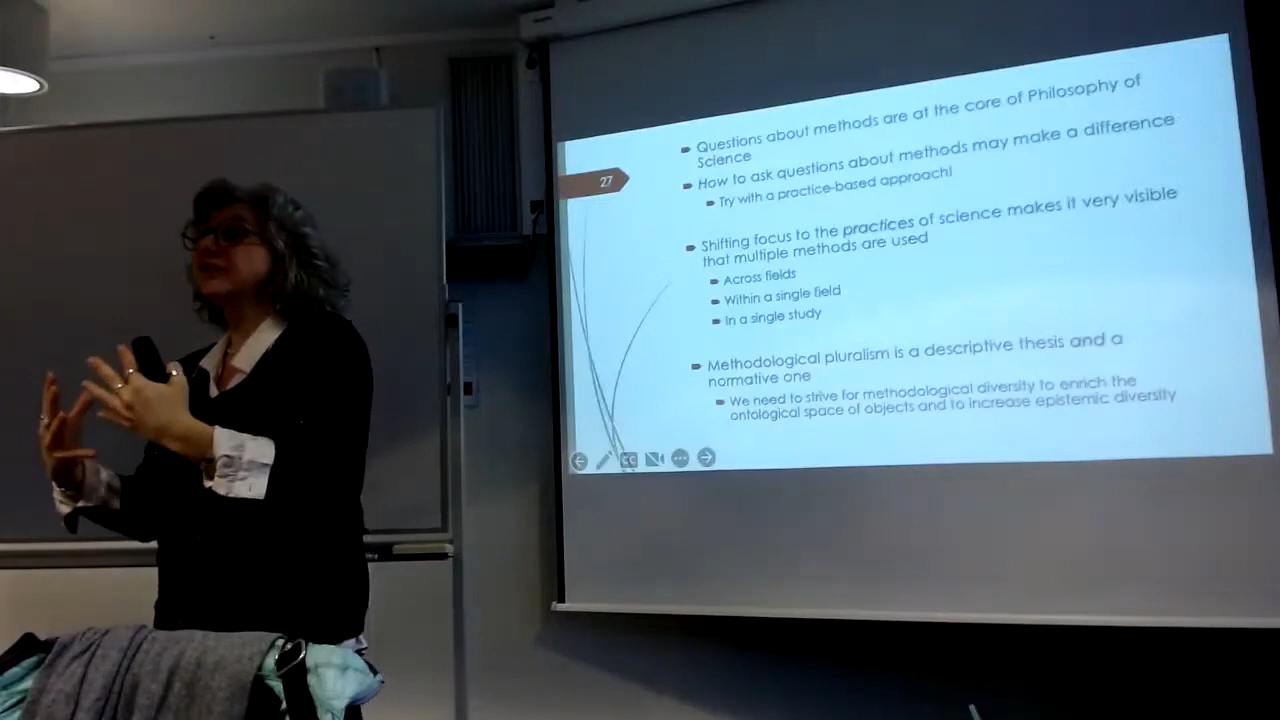 Questions about methods are at the core of Philosophy of
Science
27
How to ask questions about methods may make a difference
Try with a practice-based approach!
Shifting focus to the practices of science makes it very visible
that multiple methods are used
Across fields
Within a single field
In a single study
Methodological pluralism is a descriptive thesis and a
normative one
We need to strive for methodological diversity to enrich the
ontological space of objects and to increase epistemic diversity
CC